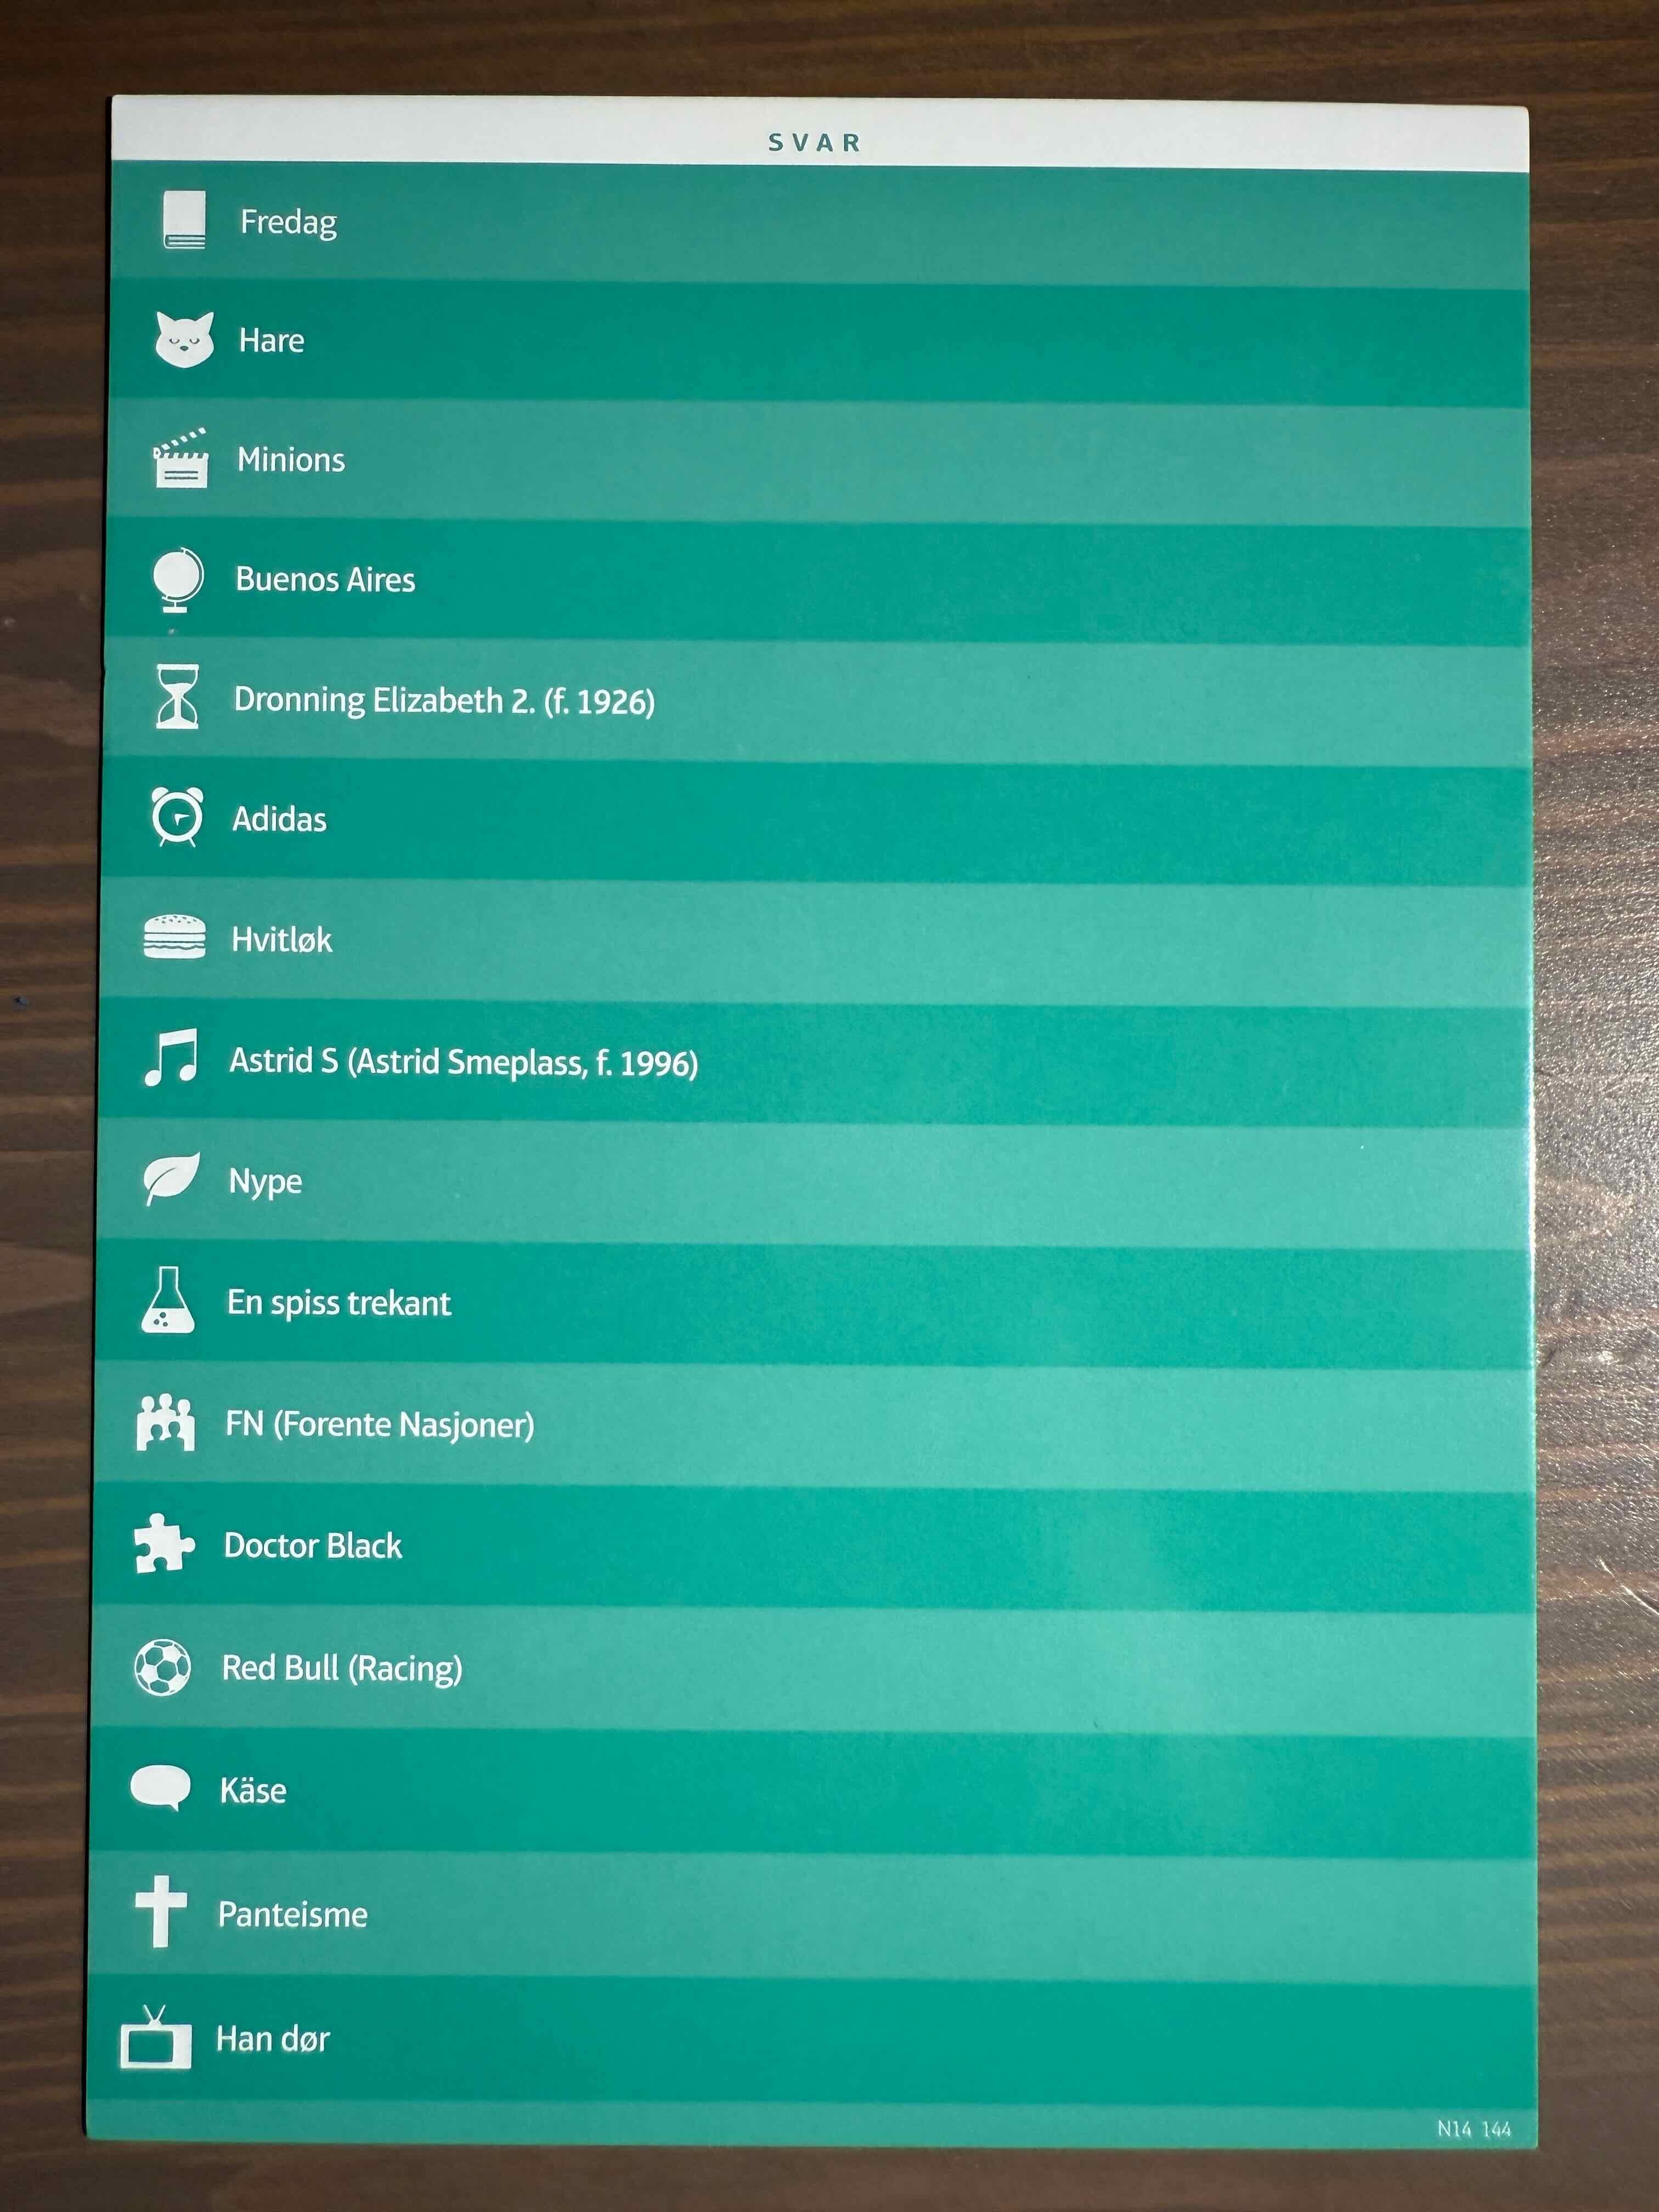 SVAR
Fredag
Hare
Minions
Buenos Aires
Dronning Elizabeth 2. (f. 1926)
Adidas
Hvitløk
Astrid S (Astrid Smeplass, f. 1996)
Nype
En spiss trekant
FN (Forente Nasjoner)
Doctor Black
Red Bull (Racing)
Käse
Panteisme
Han dør
N14 144